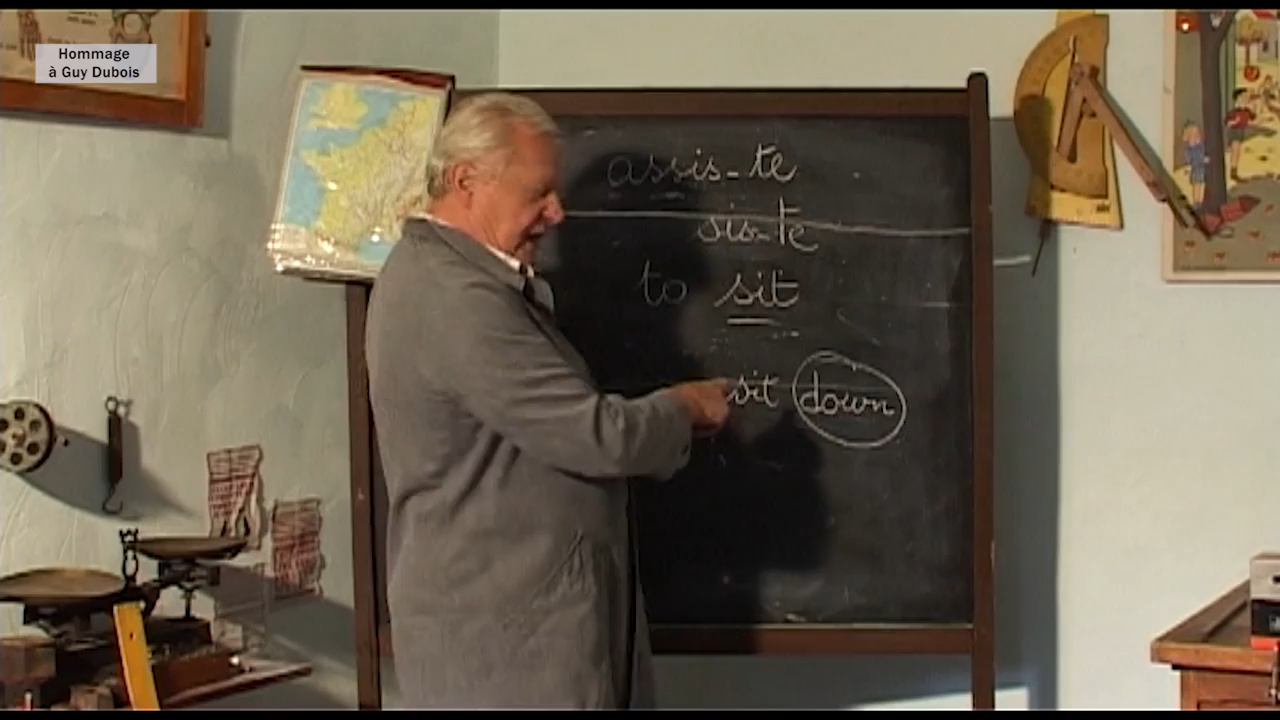 Hommage
à Guy Dubois
assis-te
sis-te
to sit
sit down